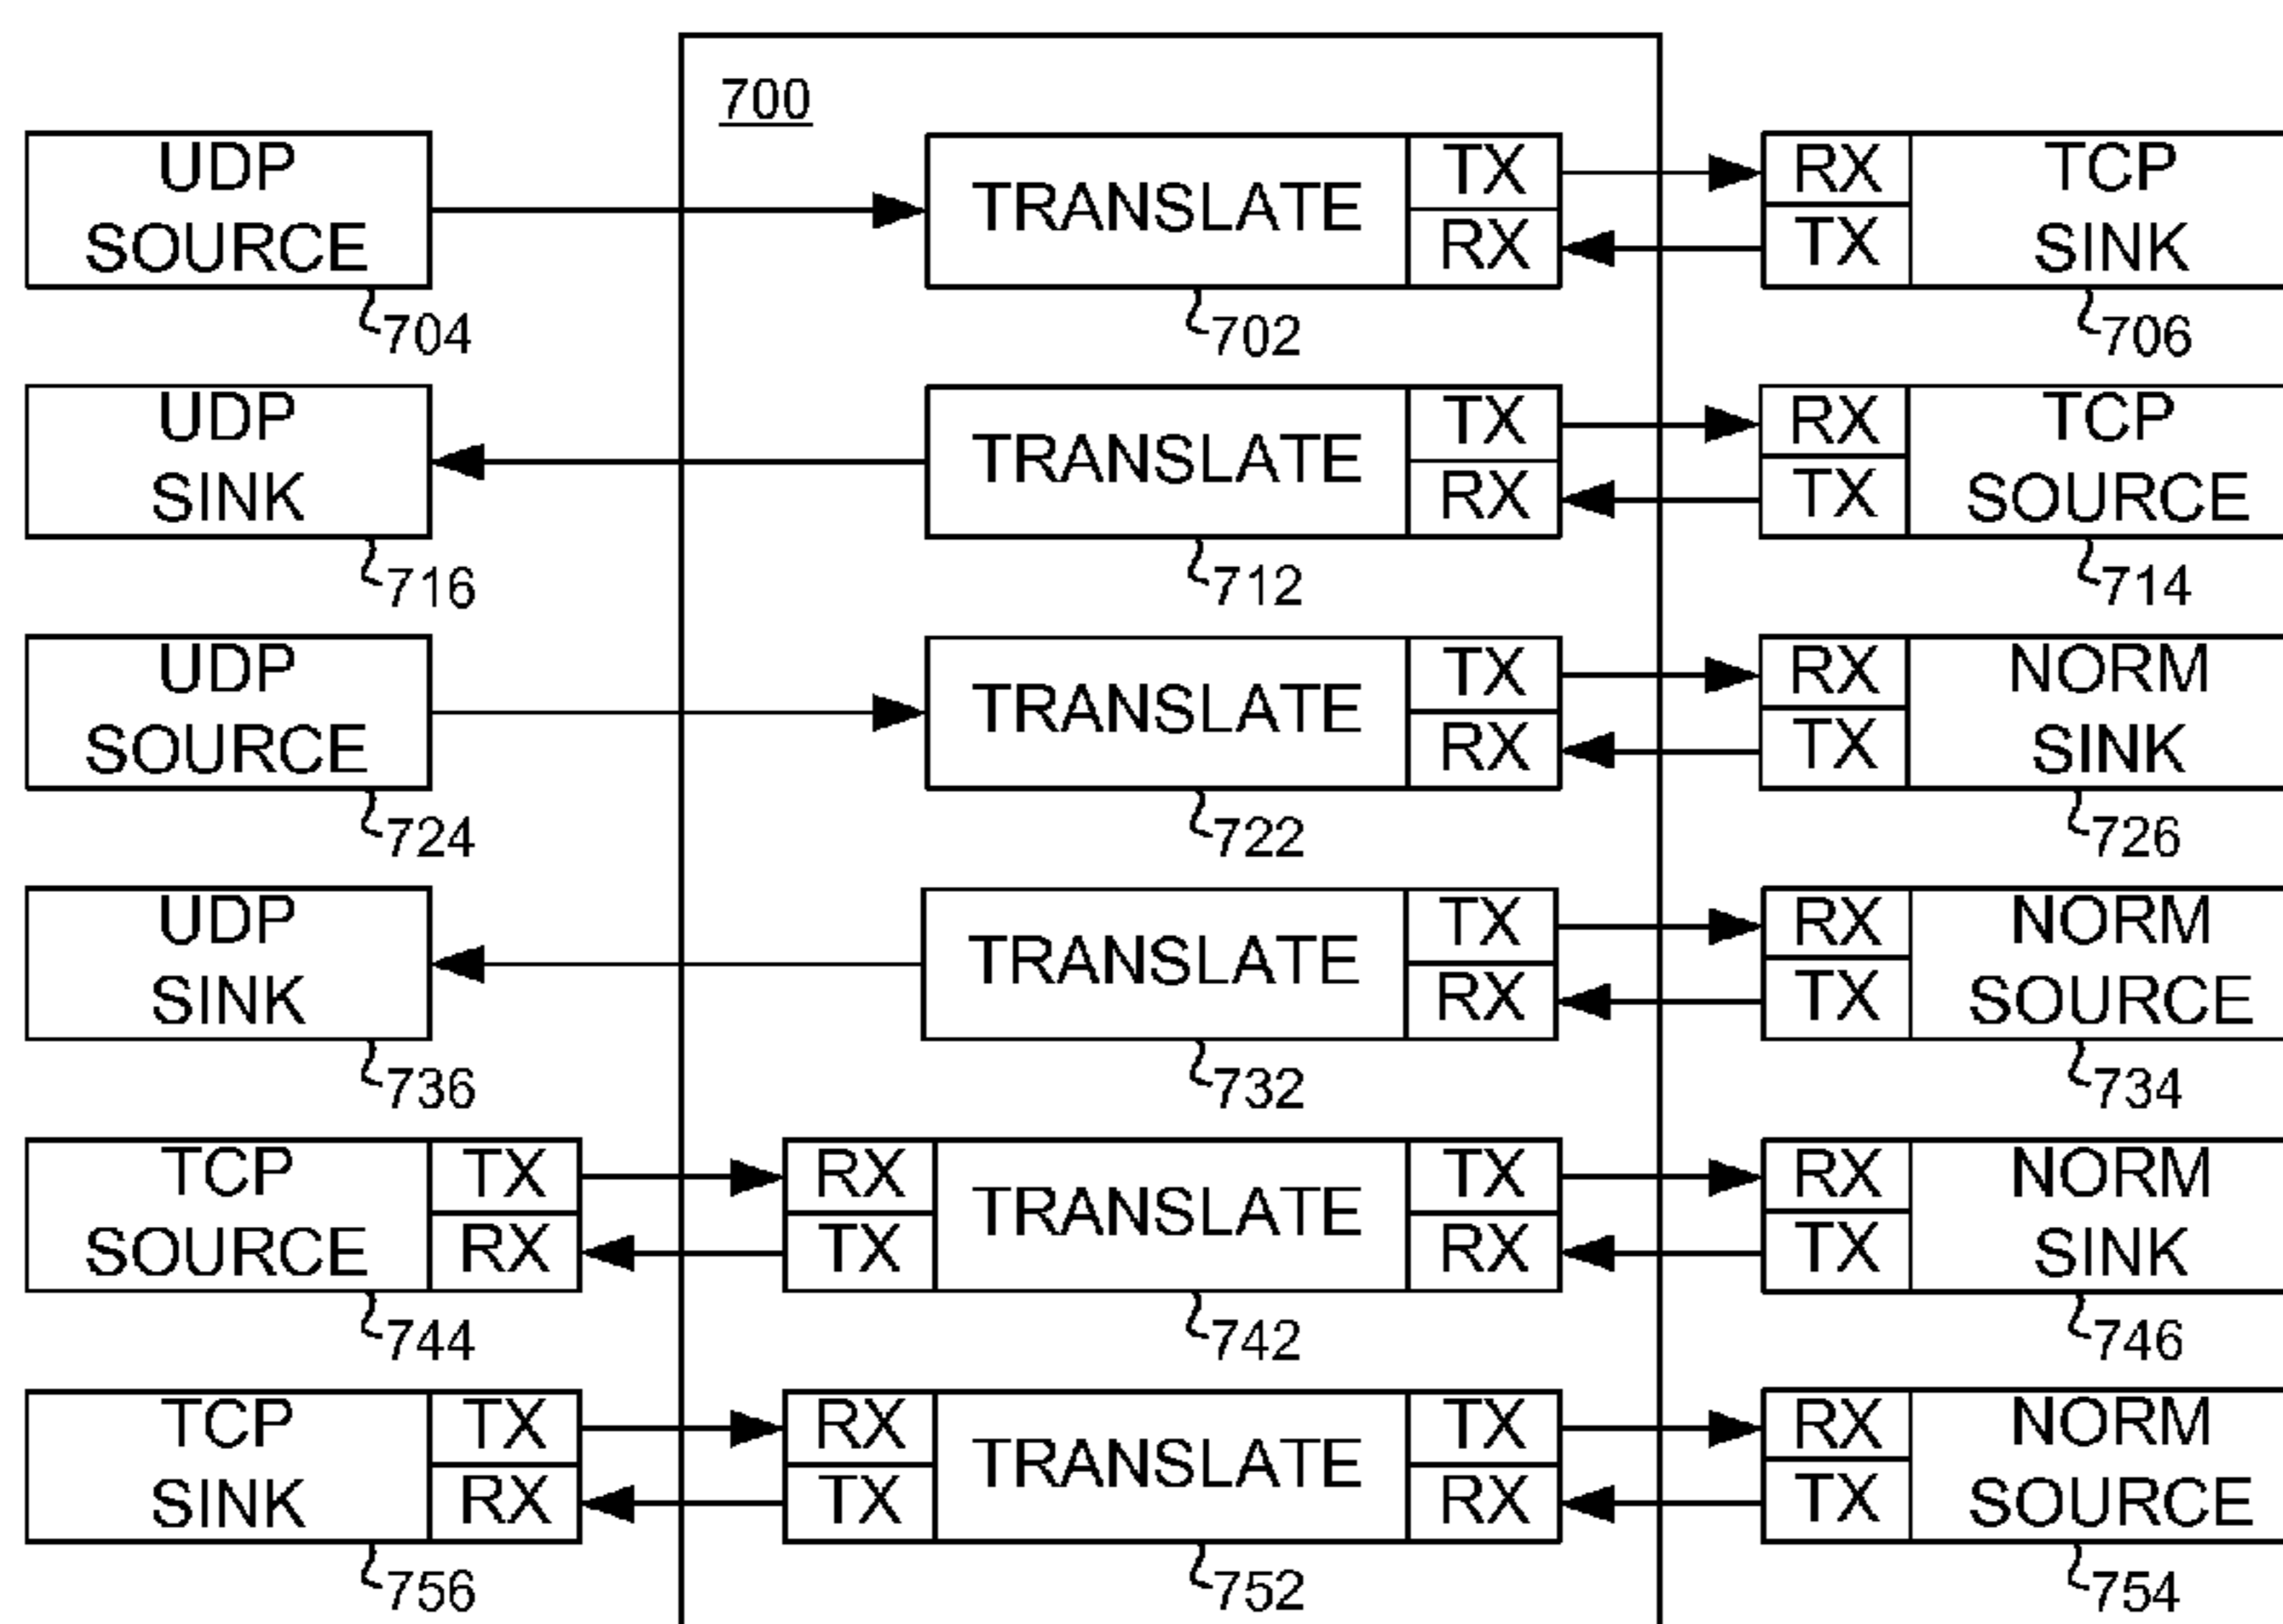 700
UDP
SOURCE
TRANSLATE
TX
RX
RX
TX
TCP
SINK
704
702
706
UDP
SINK
TRANSLATE
TX
RX
RX
TX
TCP
SOURCE
716
712
714
UDP
SOURCE
TRANSLATE
TX
RX
RX
TX
NORM
SINK
724
722
726
UDP
SINK
TRANSLATE
TX
RX
RX
TX
NORM
SOURCE
736
732
734
TCP
SOURCE
TX
RX
RX
TX
TRANSLATE
TX
RX
RX
TX
NORM
SINK
744
742
746
TCP
SINK
TX
RX
RX
TX
TRANSLATE
TX
RX
RX
TX
NORM
SOURCE
756
752
754